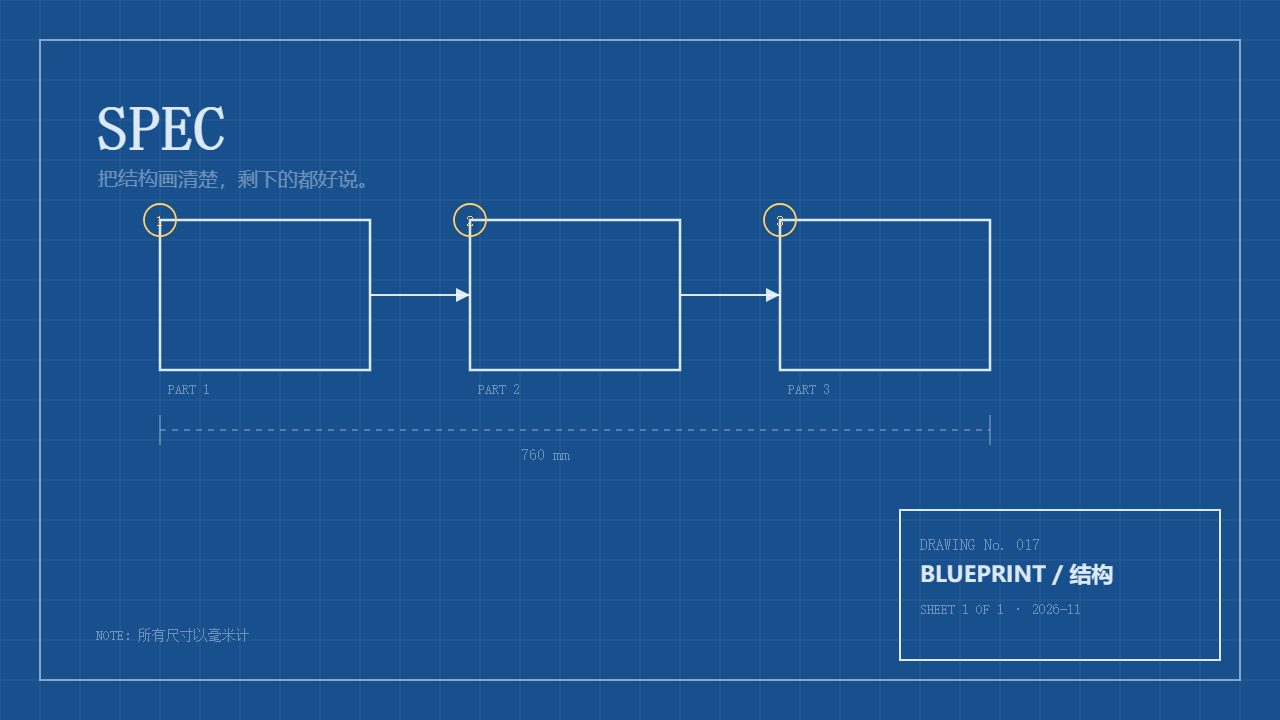 SPEC
把结构画清楚，剩下的都好说。
1 2 3
PART 1 PART 2 PART 3
760 mm
DRAWING No. 017
BLUEPRINT / 结构
SHEET 1 OF 1 · 2026-11
NOTE: 所有尺寸以毫米计